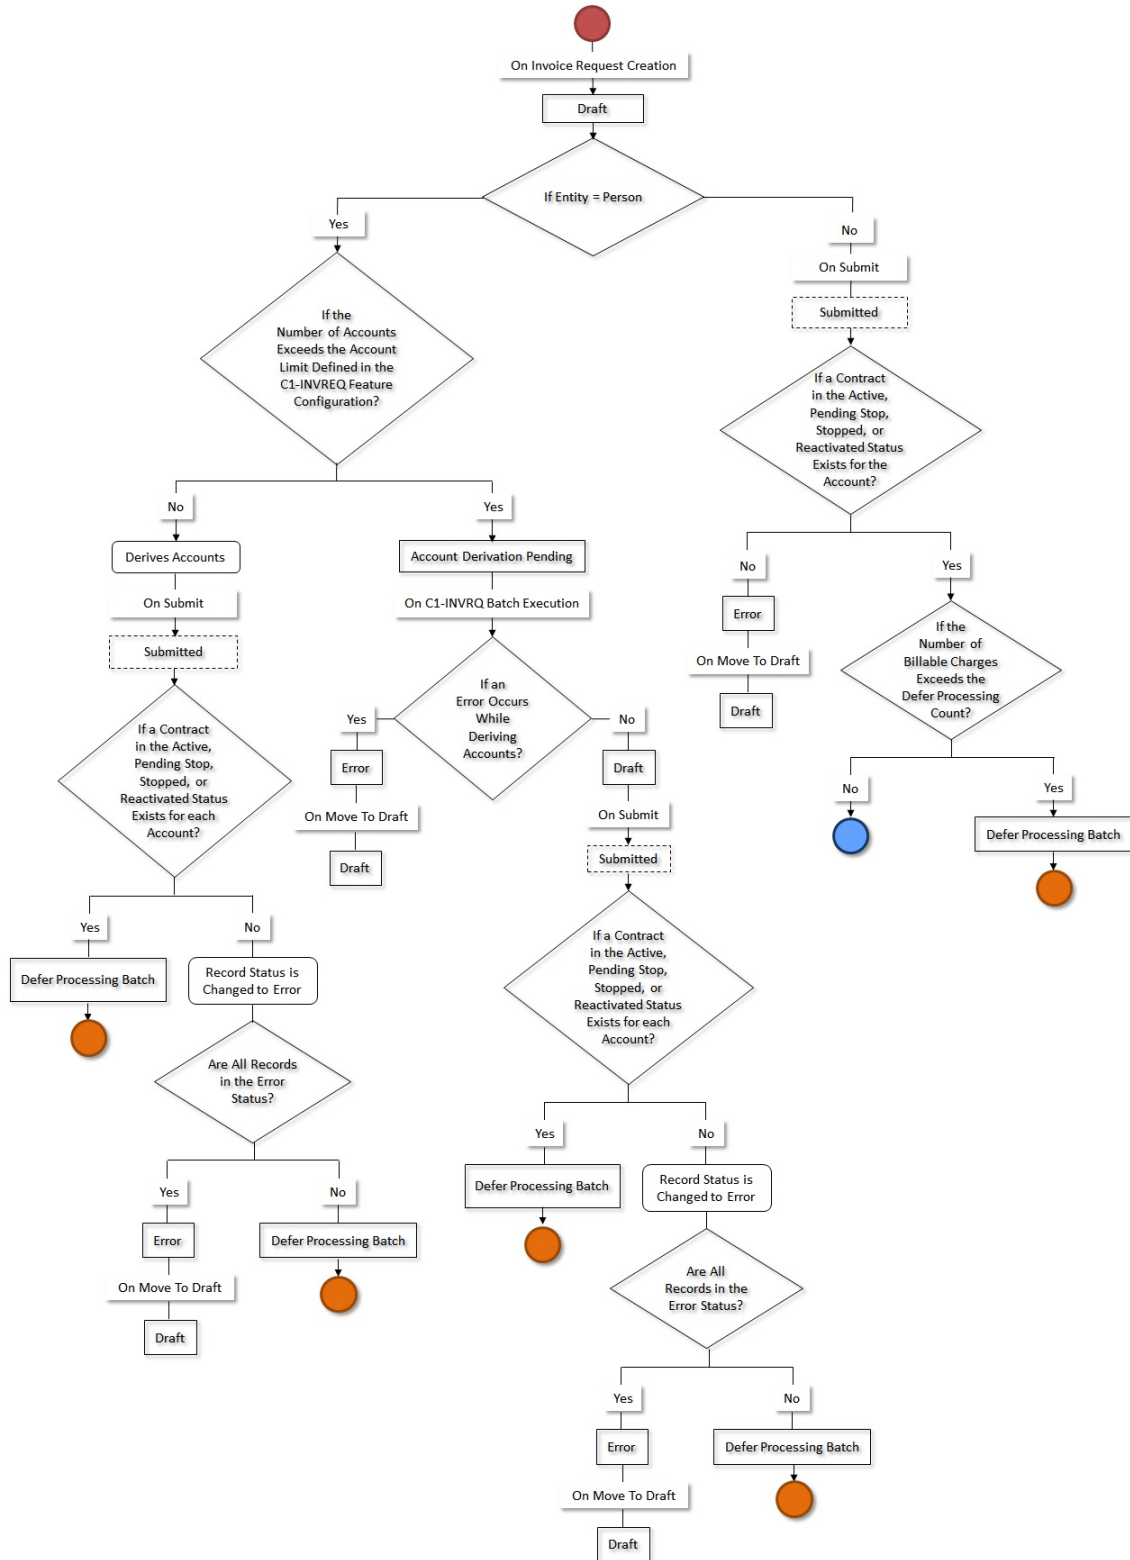 On Invoice Request Creation
Draft
If Entity = Person
Yes
No
On Submit
Submitted
If the
Number of Accounts
Exceeds the Account
Limit Defined in the
C1-INVREQ Feature
Configuration?
If a Contract
in the Active,
Pending Stop,
Stopped, or
Reactivated Status
Exists for the
Account?
No
Yes
Derives Accounts
Account Derivation Pending
On Submit
On C1-INVRQ Batch Execution
Submitted
No
Yes
Error
On Move To Draft
Draft
If the
Number of
Billable Charges
Exceeds the
Defer Processing
Count?
If a Contract
in the Active,
Pending Stop,
Stopped, or
Reactivated Status
Exists for each
Account?
If an
Error Occurs
While
Deriving
Accounts?
Yes
No
Error
On Move To Draft
Draft
Draft
On Submit
Submitted
No
Yes
Defer Processing Batch
Yes
No
Defer Processing Batch
Record Status is
Changed to Error
If a Contract
in the Active,
Pending Stop,
Stopped, or
Reactivated Status
Exists for each
Account?
Are All Records
in the Error
Status?
Yes
No
Error
Defer Processing Batch
On Move To Draft
Draft
Yes
No
Defer Processing Batch
Record Status is
Changed to Error
Are All
Records in the
Error Status?
Yes
No
Error
Defer Processing Batch
On Move To Draft
Draft